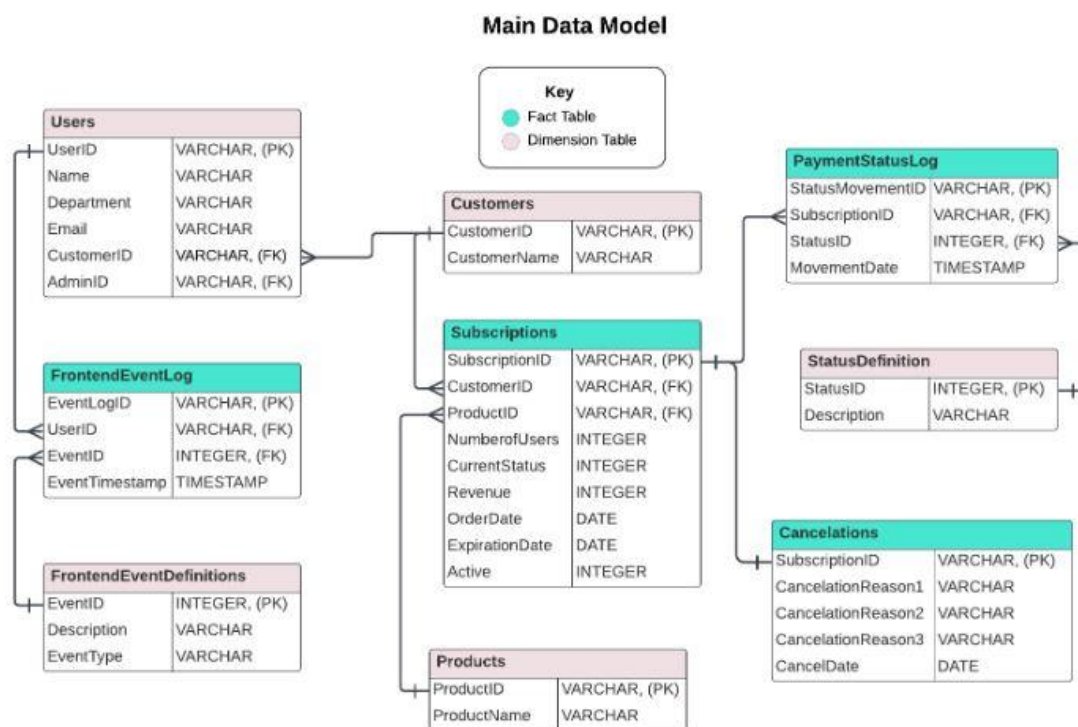 Main Data Model
Key
Fact Table
Dimension Table
Users
UserID VARCHAR, (PK)
Name VARCHAR
Department VARCHAR
Email VARCHAR
CustomerID VARCHAR, (FK)
AdminID VARCHAR, (FK)
FrontendEventLog
EventLogID VARCHAR, (PK)
UserID VARCHAR, (FK)
EventID INTEGER, (FK)
EventTimestamp TIMESTAMP
FrontendEventDefinitions
EventID INTEGER, (PK)
Description VARCHAR
EventType VARCHAR
Customers
CustomerID VARCHAR, (PK)
CustomerName VARCHAR
Subscriptions
SubscriptionID VARCHAR, (PK)
CustomerID VARCHAR, (FK)
ProductID VARCHAR, (FK)
NumberofUsers INTEGER
CurrentStatus INTEGER
Revenue INTEGER
OrderDate DATE
ExpirationDate DATE
Active INTEGER
Products
ProductID VARCHAR, (PK)
ProductName VARCHAR
PaymentStatusLog
StatusMovementID VARCHAR, (PK)
SubscriptionID VARCHAR, (FK)
StatusID INTEGER, (FK)
MovementDate TIMESTAMP
StatusDefinition
StatusID INTEGER, (PK)
Description VARCHAR
Cancelations
SubscriptionID VARCHAR, (PK)
CancelationReason1 VARCHAR
CancelationReason2 VARCHAR
CancelationReason3 VARCHAR
CancelDate DATE